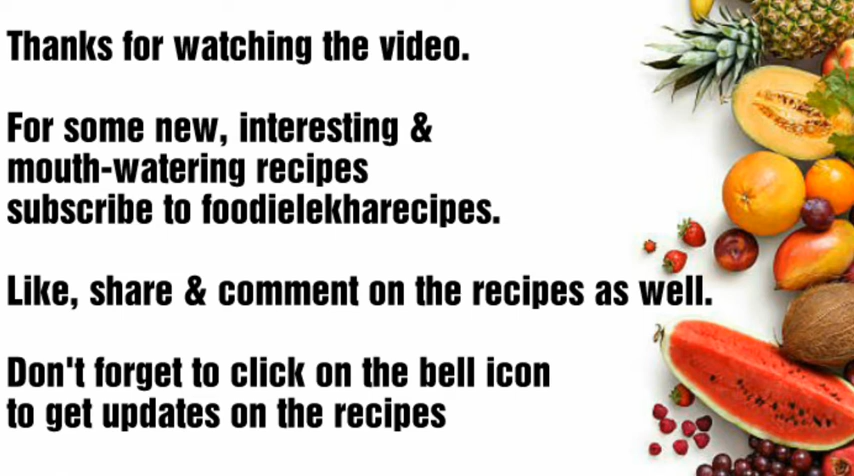 Thanks for watching the video.
For some new, interesting &
mouth-watering recipes
subscribe to foodielekharecipes.
Like, share & comment on the recipes as well.
Don't forget to click on the bell icon
to get updates on the recipes